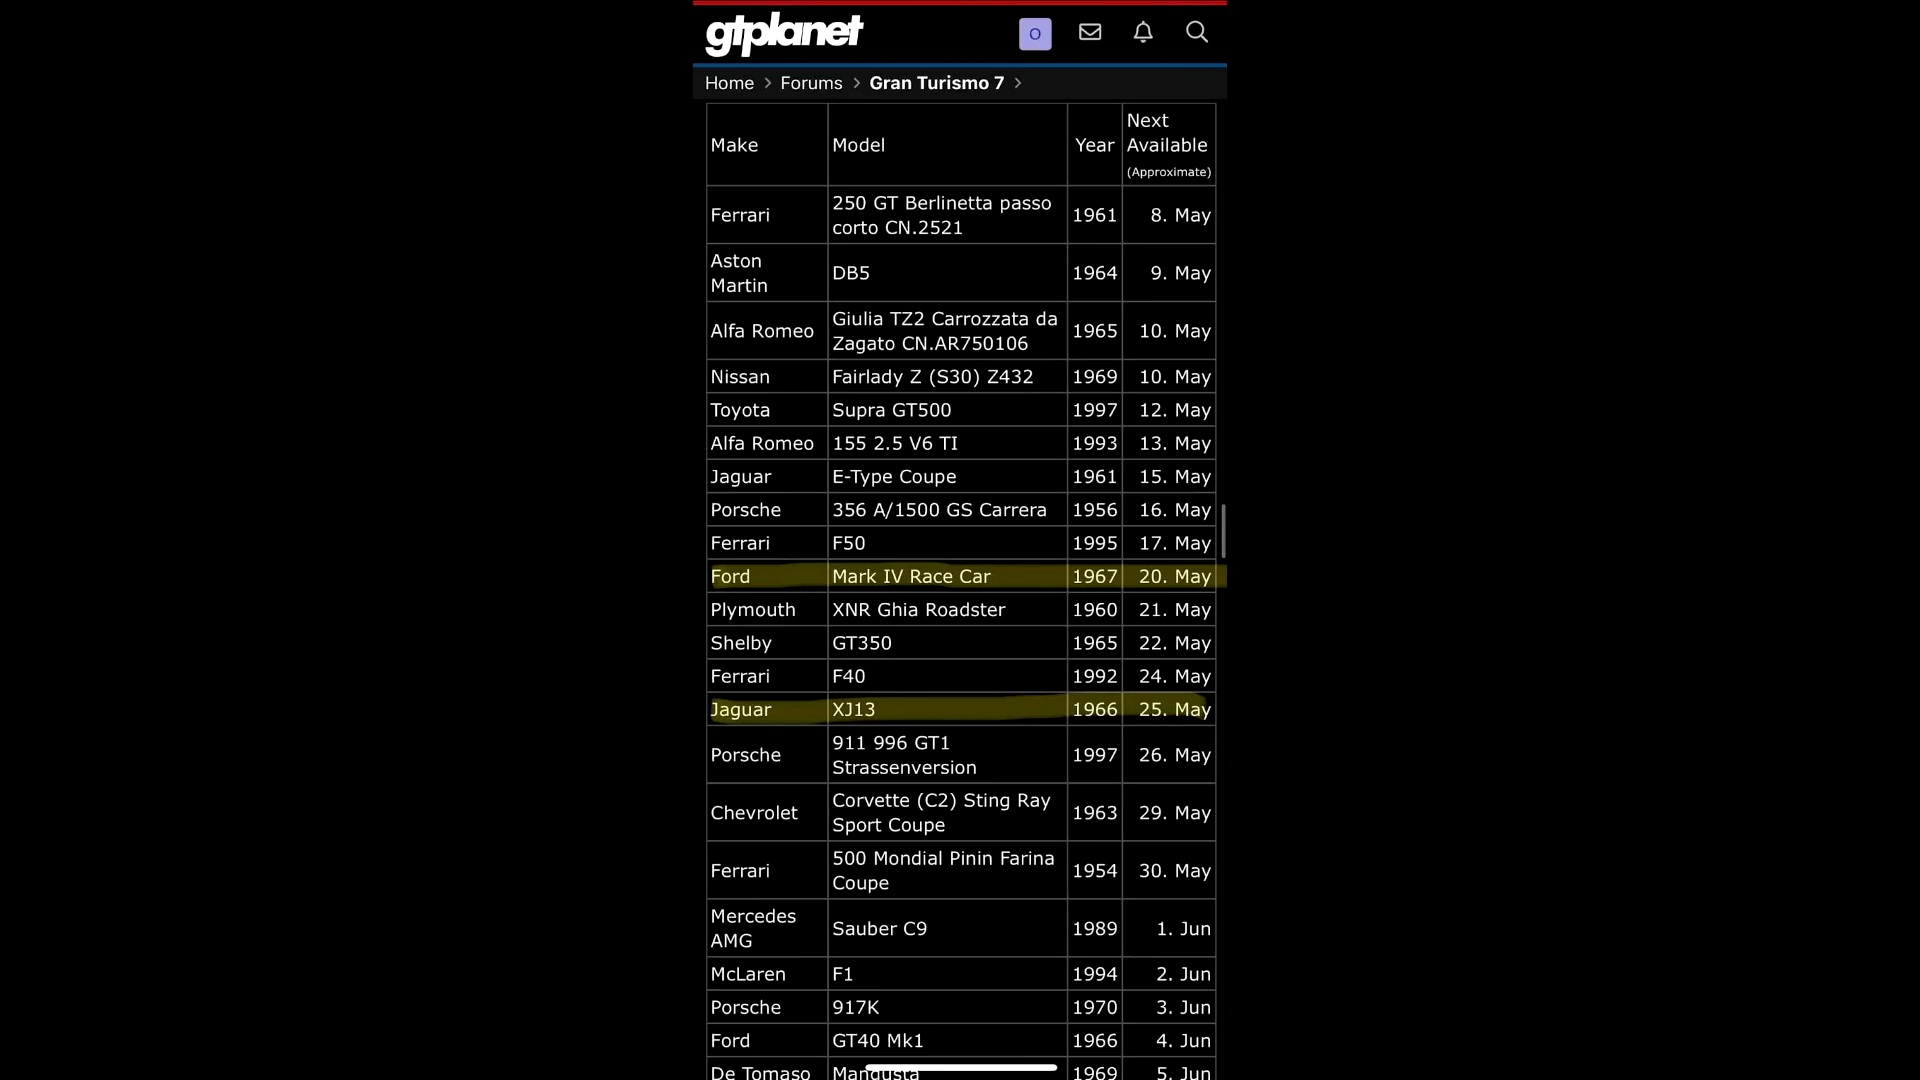 gtplanet
O
Home > Forums > Gran Turismo 7 >
Make Model Year Next Available (Approximate)
Ferrari 250 GT Berlinetta passo corto CN.2521 1961 8. May
Aston Martin DB5 1964 9. May
Alfa Romeo Giulia TZ2 Carrozzata da Zagato CN.AR750106 1965 10. May
Nissan Fairlady Z (S30) Z432 1969 10. May
Toyota Supra GT500 1997 12. May
Alfa Romeo 155 2.5 V6 TI 1993 13. May
Jaguar E-Type Coupe 1961 15. May
Porsche 356 A/1500 GS Carrera 1956 16. May
Ferrari F50 1995 17. May
Ford Mark IV Race Car 1967 20. May
Plymouth XNR Ghia Roadster 1960 21. May
Shelby GT350 1965 22. May
Ferrari F40 1992 24. May
Jaguar XJ13 1966 25. May
Porsche 911 996 GT1 Strassenversion 1997 26. May
Chevrolet Corvette (C2) Sting Ray Sport Coupe 1963 29. May
Ferrari 500 Mondial Pinin Farina Coupe 1954 30. May
Mercedes AMG Sauber C9 1989 1. Jun
McLaren F1 1994 2. Jun
Porsche 917K 1970 3. Jun
Ford GT40 Mk1 1966 4. Jun
De Tomaso Mangusta 1969 5. Jun